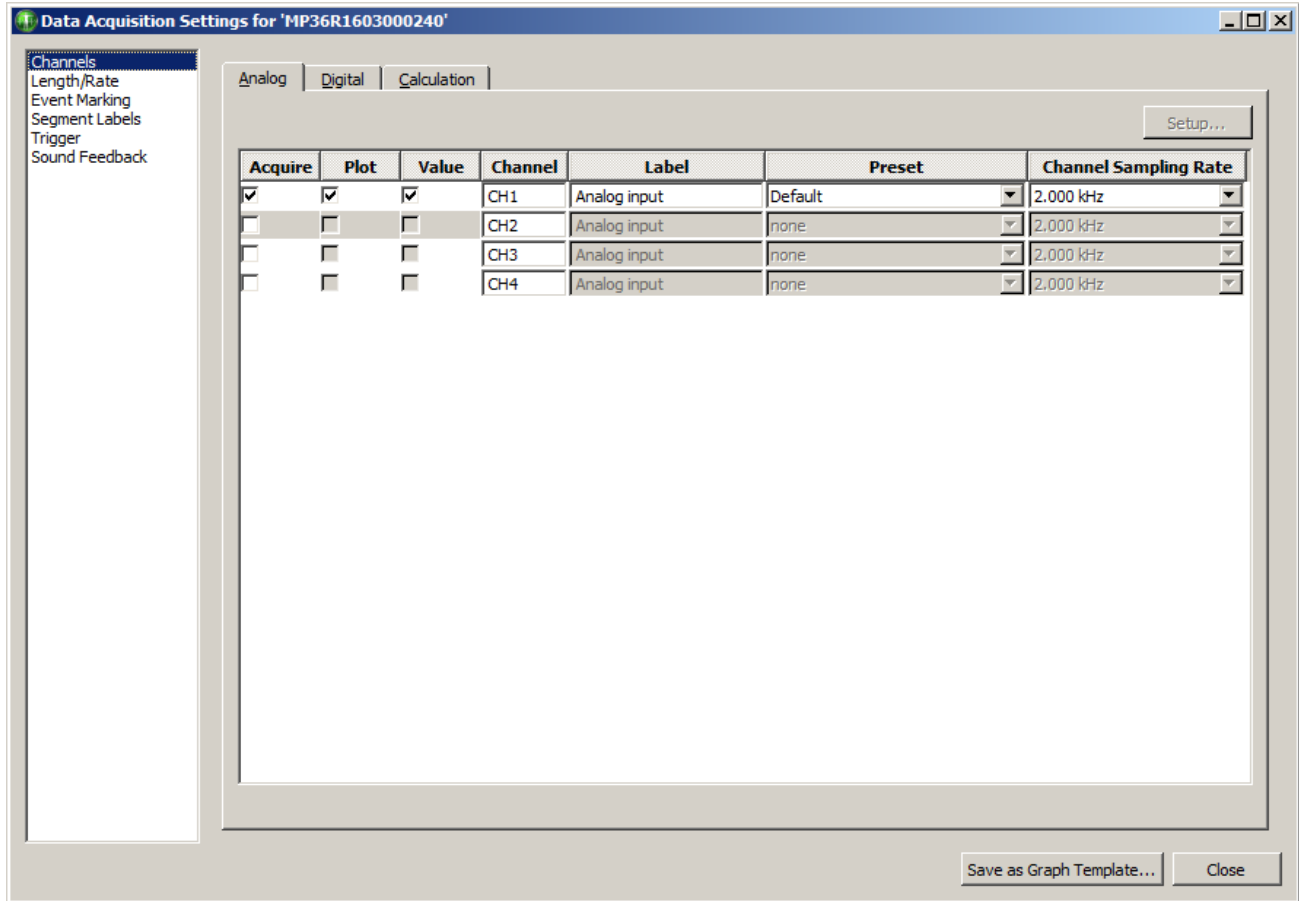 Data Acquisition Settings for 'MP36R1603000240'
Channels
Length/Rate
Event Marking
Segment Labels
Trigger
Sound Feedback
Analog Digital Calculation
Setup...
Acquire Plot Value Channel Label Preset Channel Sampling Rate
CH1 Analog input Default 2.000 kHz
CH2 Analog input none 2.000 kHz
CH3 Analog input none 2.000 kHz
CH4 Analog input none 2.000 kHz
Save as Graph Template... Close